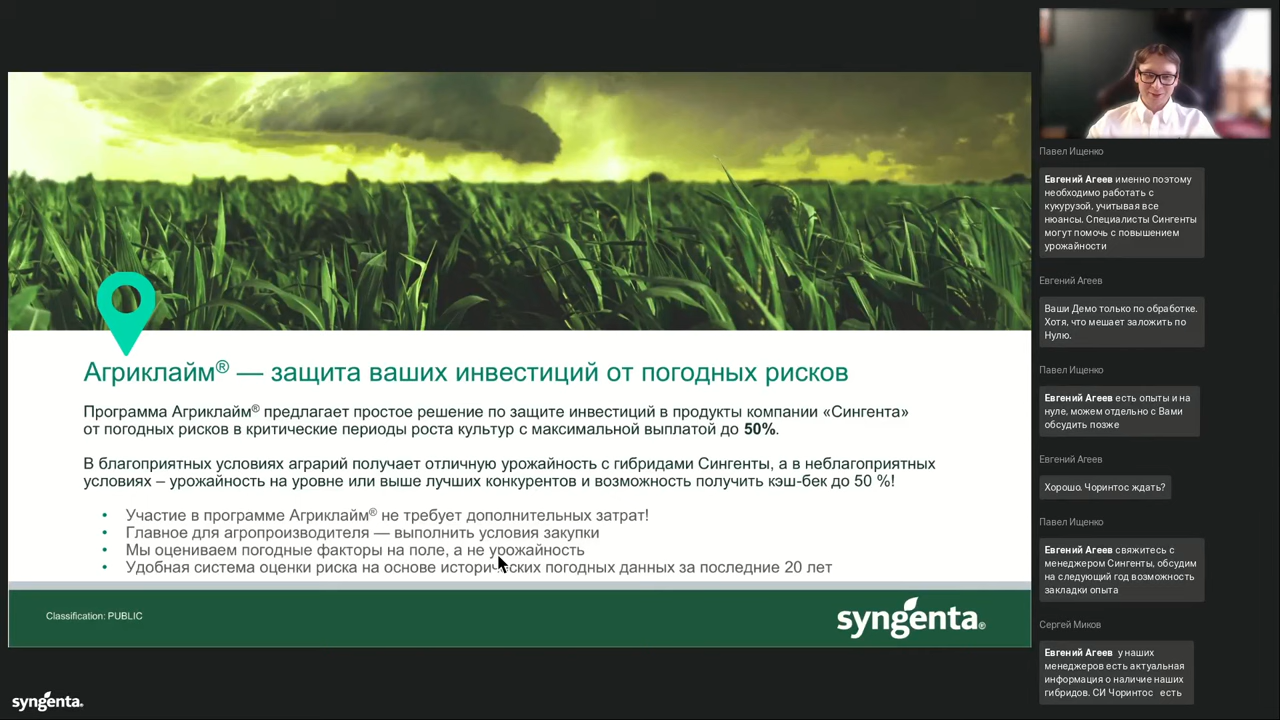 Агриклайм® — защита ваших инвестиций от погодных рисков
Программа Агриклайм® предлагает простое решение по защите инвестиций в продукты компании «Сингента»
от погодных рисков в критические периоды роста культур с максимальной выплатой до 50%.
В благоприятных условиях аграрий получает отличную урожайность с гибридами Сингенты, а в неблагоприятных
условиях – урожайность на уровне или выше лучших конкурентов и возможность получить кэш-бек до 50 %!
• Участие в программе Агриклайм® не требует дополнительных затрат!
• Главное для агропроизводителя — выполнить условия закупки
• Мы оцениваем погодные факторы на поле, а не урожайность
• Удобная система оценки риска на основе исторических погодных данных за последние 20 лет
Classification: PUBLIC
syngenta®
syngenta®
Павел Ищенко
Евгений Агеев именно поэтому
необходимо работать с
кукурузой, учитывая все
нюансы. Специалисты Сингенты
могут помочь с повышением
урожайности
Евгений Агеев
Ваши Демо только по обработке.
Хотя, что мешает заложить по
Нулю.
Павел Ищенко
Евгений Агеев есть опыты и на
нуле, можем отдельно с Вами
обсудить позже
Евгений Агеев
Хорошо. Чоринтос ждать?
Павел Ищенко
Евгений Агеев свяжитесь с
менеджером Сингенты, обсудим
на следующий год возможность
закладки опыта
Сергей Миков
Евгений Агеев у наших
менеджеров есть актуальная
информация о наличие наших
гибридов. СИ Чоринтос есть